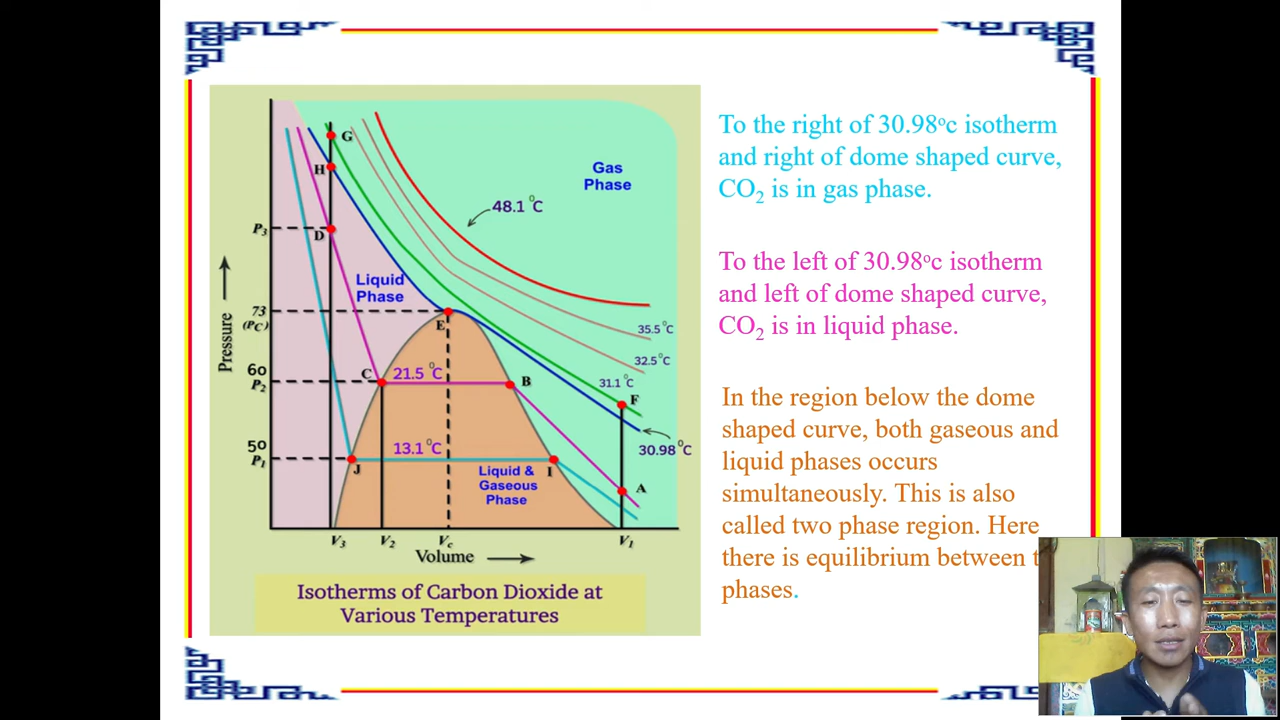 G
H
D
P3
Gas
Phase
48.1 °C
Liquid
Phase
Pressure
73
(PC)
E
35.5°C
32.5°C
31.1°C
60
P2
C
21.5 °C
B
F
30.98°C
50
P1
J
13.1 °C
I
A
Liquid &
Gaseous
Phase
V3 V2 Vc V1
Volume
Isotherms of Carbon Dioxide at
Various Temperatures
To the right of 30.98ºc isotherm
and right of dome shaped curve,
CO2 is in gas phase.
To the left of 30.98ºc isotherm
and left of dome shaped curve,
CO2 is in liquid phase.
In the region below the dome
shaped curve, both gaseous and
liquid phases occurs
simultaneously. This is also
called two phase region. Here
there is equilibrium between t
phases.